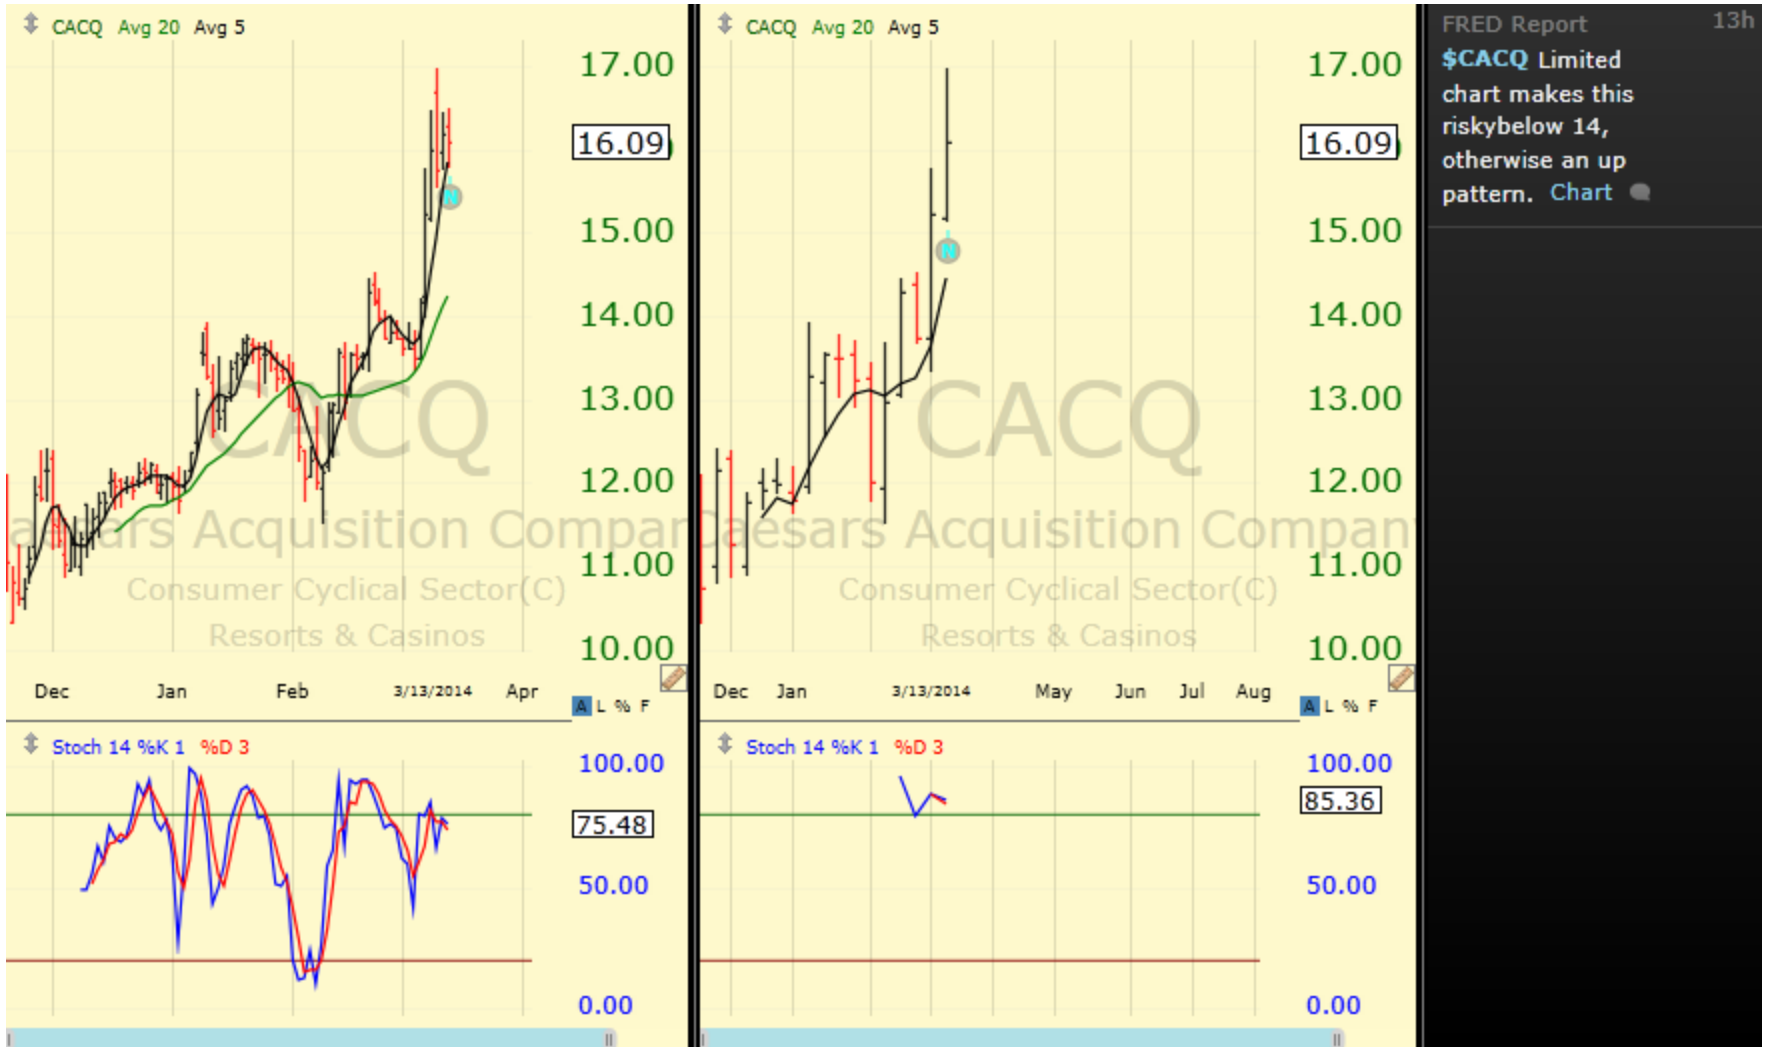 CACQ Avg 20 Avg 5
17.00
16.09
15.00
14.00
13.00
12.00
11.00
10.00
N
CACQ
aesars Acquisition Compan
Consumer Cyclical Sector(C)
Resorts & Casinos
Dec Jan Feb 3/13/2014 Apr
A L % F
Stoch 14 %K 1 %D 3
100.00
75.48
50.00
0.00
CACQ Avg 20 Avg 5
17.00
16.09
15.00
14.00
13.00
12.00
11.00
10.00
N
CACQ
aesars Acquisition Company
Consumer Cyclical Sector(C)
Resorts & Casinos
Dec Jan 3/13/2014 May Jun Jul Aug
A L % F
Stoch 14 %K 1 %D 3
100.00
85.36
50.00
0.00
FRED Report 13h
$CACQ Limited
chart makes this
riskybelow 14,
otherwise an up
pattern. Chart